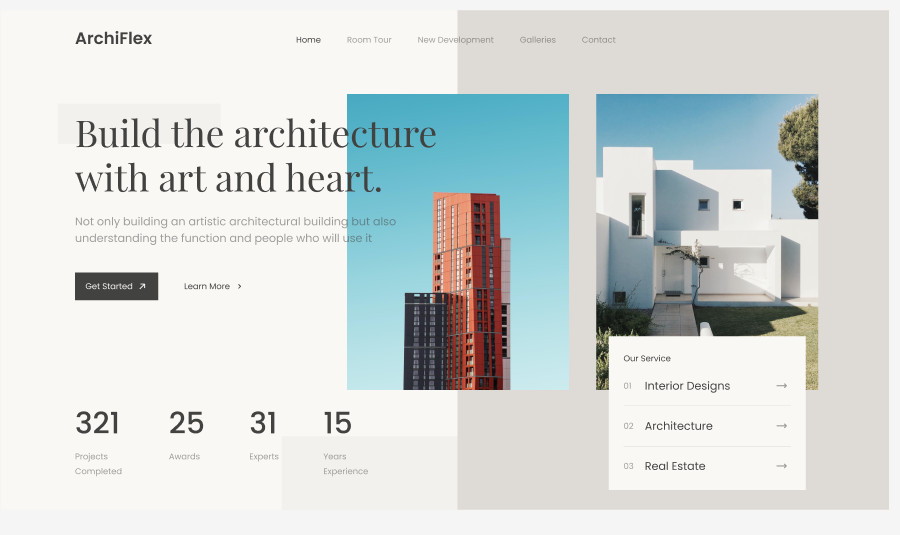 ArchiFlex
Home
Room Tour
New Development
Galleries
Contact
Build the architecture
with art and heart.
Not only building an artistic architectural building but also
understanding the function and people who will use it
Get Started
Learn More
321
Projects
Completed
25
Awards
31
Experts
15
Years
Experience
Our Service
01 Interior Designs
02 Architecture
03 Real Estate